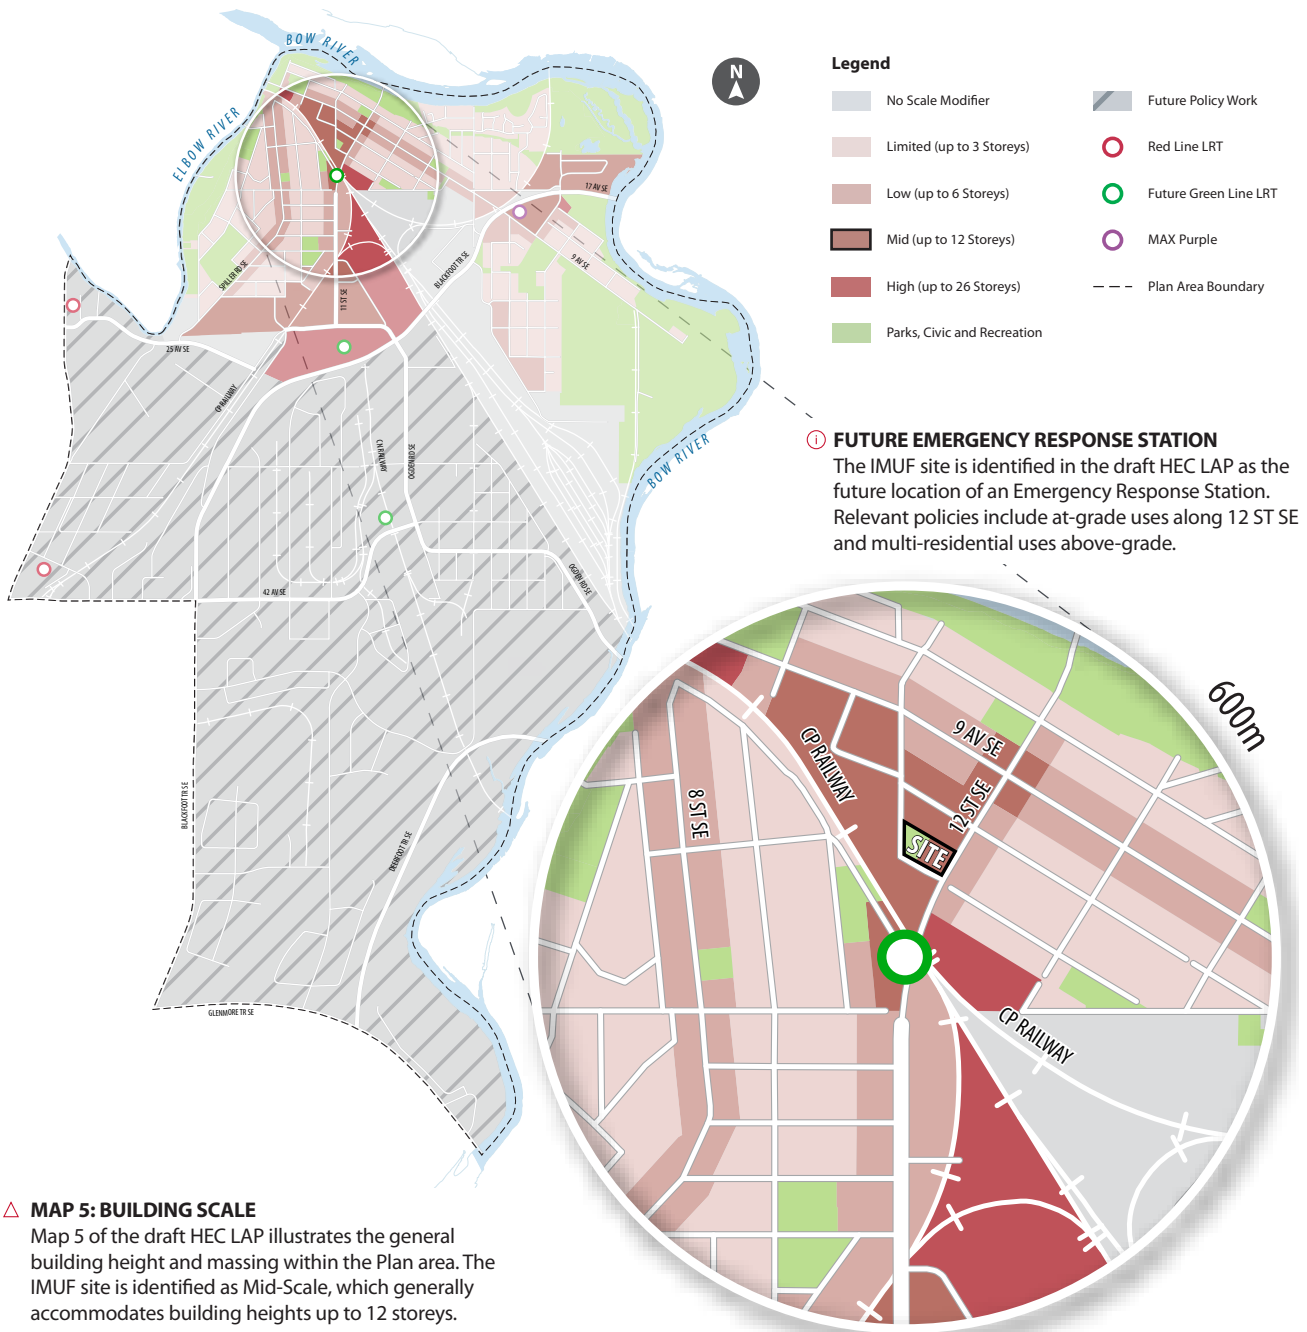 BOW RIVER
ELBOW RIVER
N
Legend
No Scale Modifier
Limited (up to 3 Storeys)
Low (up to 6 Storeys)
Mid (up to 12 Storeys)
High (up to 26 Storeys)
Parks, Civic and Recreation
Future Policy Work
Red Line LRT
Future Green Line LRT
MAX Purple
Plan Area Boundary
17 AV SE
9 AV SE
BLACKFOOT TR SE
SPILLER RD SE
11 ST SE
25 AV SE
CP RAILWAY
CN RAILWAY
OGDEN RD SE
BOW RIVER
OGDEN RD SE
42 AV SE
BLACKFOOT TR SE
DEERFOOT TR SE
GLENMORE TR SE
i FUTURE EMERGENCY RESPONSE STATION
The IMUF site is identified in the draft HEC LAP as the
future location of an Emergency Response Station.
Relevant policies include at-grade uses along 12 ST SE
and multi-residential uses above-grade.
600m
9 AV SE
CP RAILWAY
12 ST SE
8 ST SE
SITE
CP RAILWAY
MAP 5: BUILDING SCALE
Map 5 of the draft HEC LAP illustrates the general
building height and massing within the Plan area. The
IMUF site is identified as Mid-Scale, which generally
accommodates building heights up to 12 storeys.